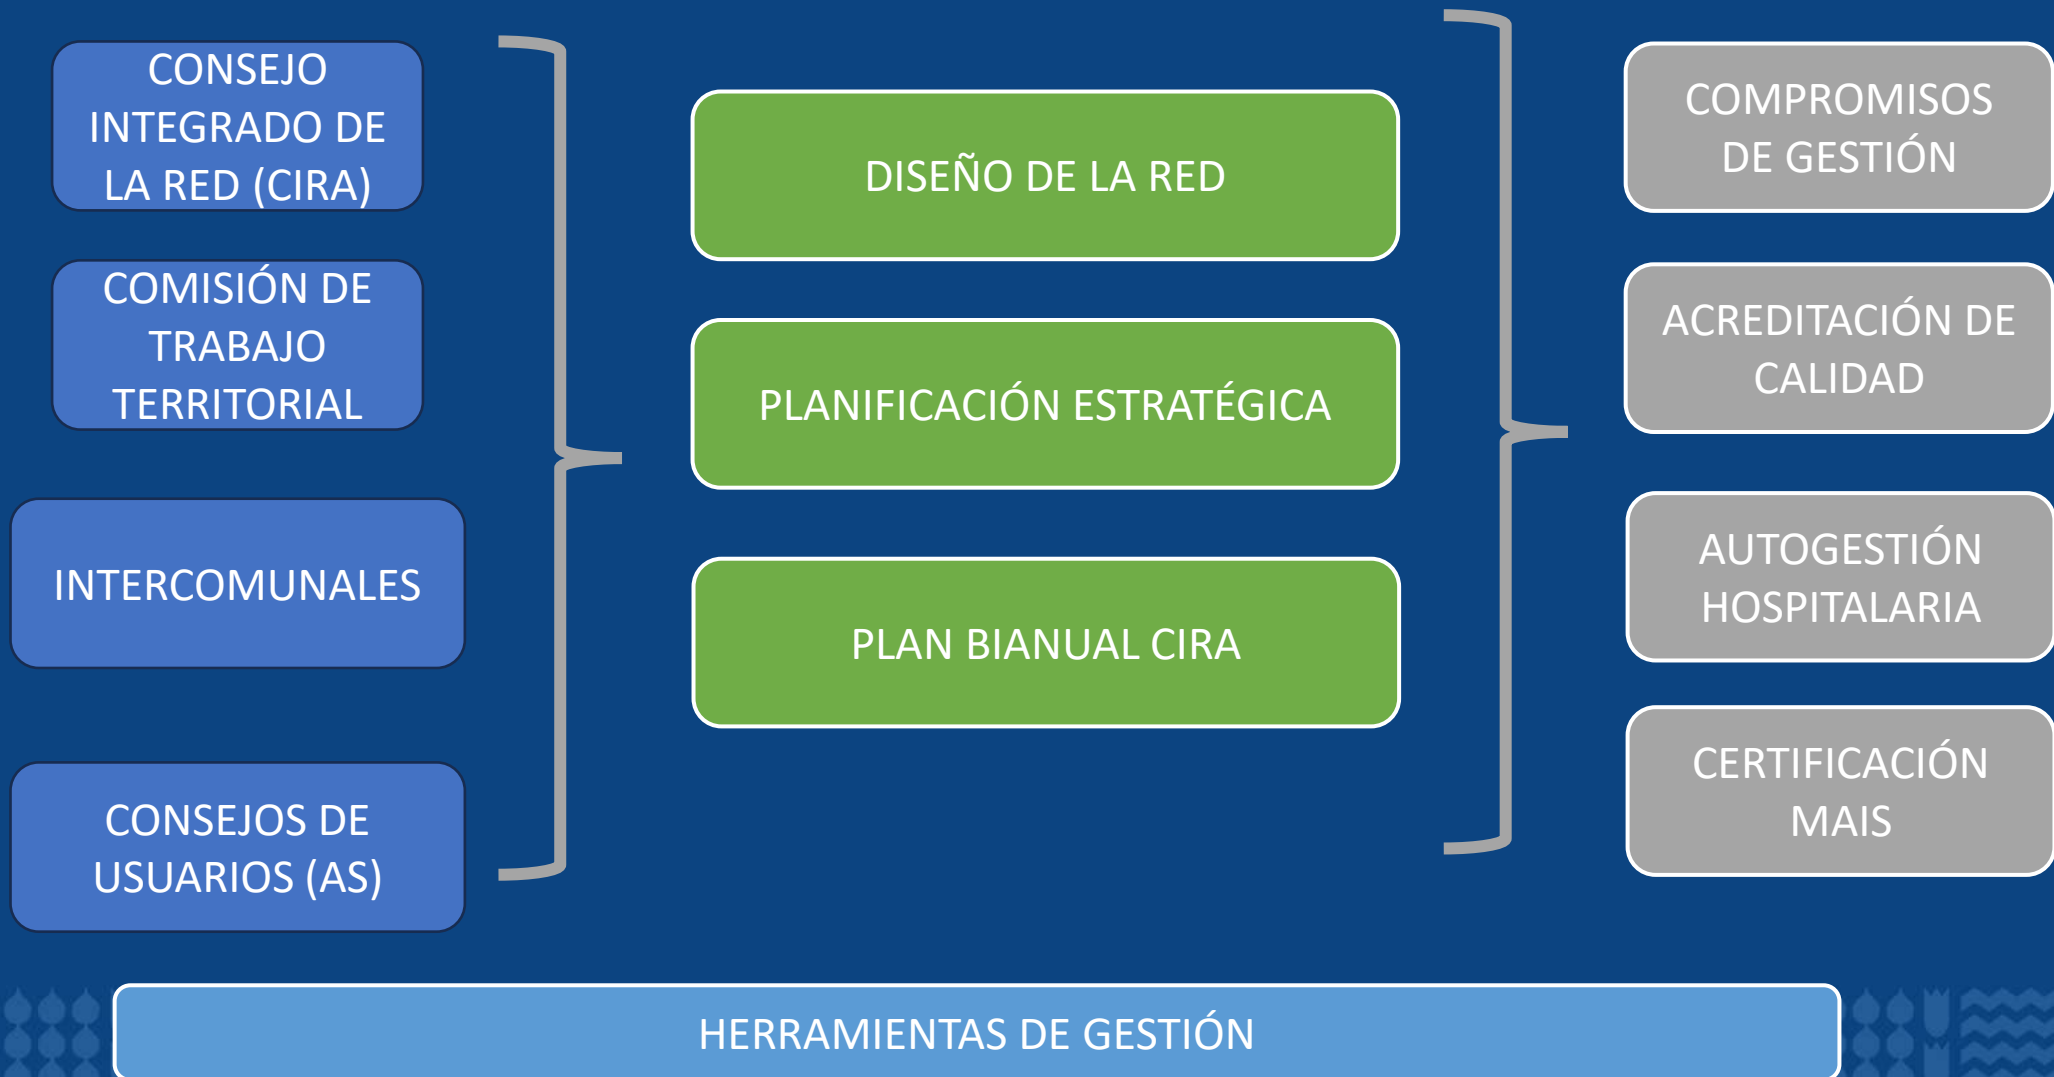 CONSEJO
INTEGRADO DE
LA RED (CIRA)
COMISIÓN DE
TRABAJO
TERRITORIAL
INTERCOMUNALES
CONSEJOS DE
USUARIOS (AS)
DISEÑO DE LA RED
PLANIFICACIÓN ESTRATÉGICA
PLAN BIANUAL CIRA
COMPROMISOS
DE GESTIÓN
ACREDITACIÓN DE
CALIDAD
AUTOGESTIÓN
HOSPITALARIA
CERTIFICACIÓN
MAIS
HERRAMIENTAS DE GESTIÓN